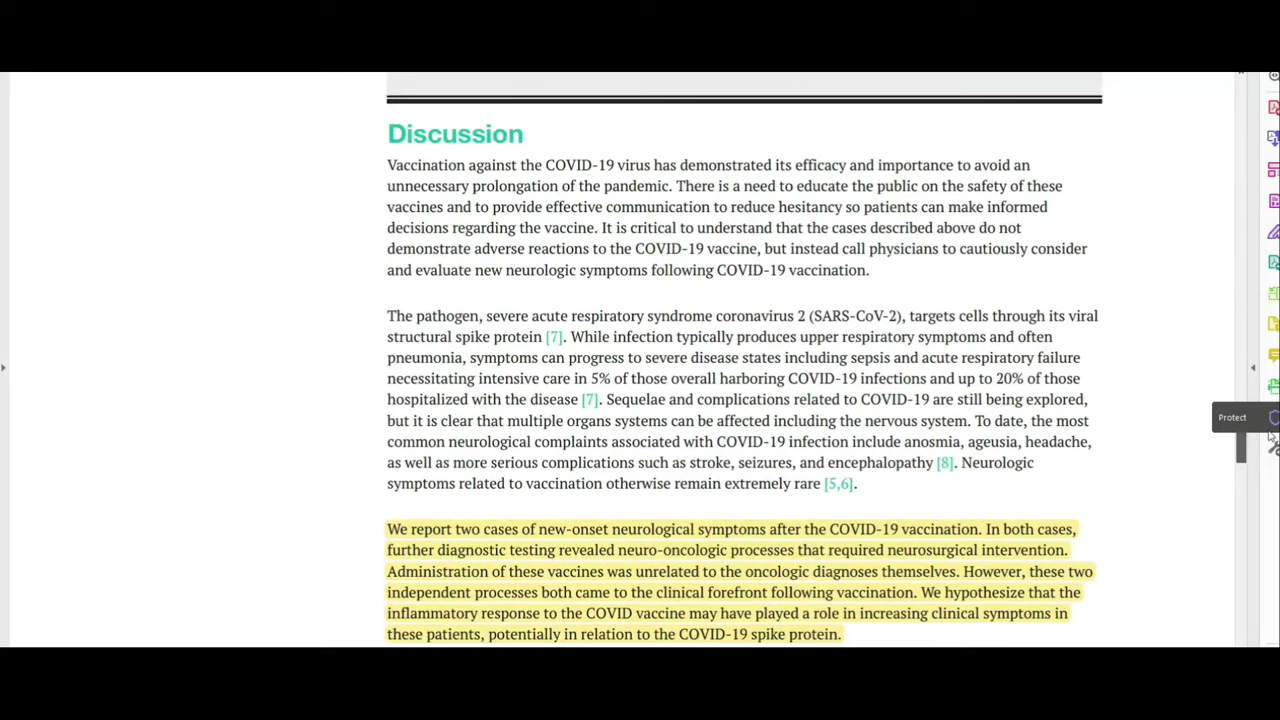 Discussion
Vaccination against the COVID-19 virus has demonstrated its efficacy and importance to avoid an
unnecessary prolongation of the pandemic. There is a need to educate the public on the safety of these
vaccines and to provide effective communication to reduce hesitancy so patients can make informed
decisions regarding the vaccine. It is critical to understand that the cases described above do not
demonstrate adverse reactions to the COVID-19 vaccine, but instead call physicians to cautiously consider
and evaluate new neurologic symptoms following COVID-19 vaccination.
The pathogen, severe acute respiratory syndrome coronavirus 2 (SARS-CoV-2), targets cells through its viral
structural spike protein [7]. While infection typically produces upper respiratory symptoms and often
pneumonia, symptoms can progress to severe disease states including sepsis and acute respiratory failure
necessitating intensive care in 5% of those overall harboring COVID-19 infections and up to 20% of those
hospitalized with the disease [7]. Sequelae and complications related to COVID-19 are still being explored,
but it is clear that multiple organs systems can be affected including the nervous system. To date, the most
common neurological complaints associated with COVID-19 infection include anosmia, ageusia, headache,
as well as more serious complications such as stroke, seizures, and encephalopathy [8]. Neurologic
symptoms related to vaccination otherwise remain extremely rare [5,6].
We report two cases of new-onset neurological symptoms after the COVID-19 vaccination. In both cases,
further diagnostic testing revealed neuro-oncologic processes that required neurosurgical intervention.
Administration of these vaccines was unrelated to the oncologic diagnoses themselves. However, these two
independent processes both came to the clinical forefront following vaccination. We hypothesize that the
inflammatory response to the COVID vaccine may have played a role in increasing clinical symptoms in
these patients, potentially in relation to the COVID-19 spike protein.
Protect